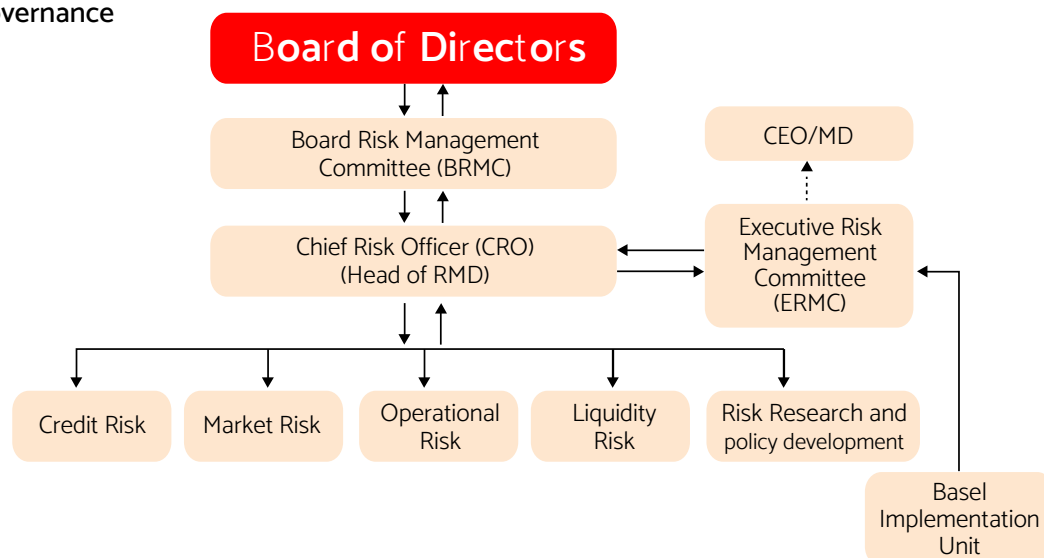 overnance
Board of Directors
Board Risk Management
Committee (BRMC)
CEO/MD
Chief Risk Officer (CRO)
(Head of RMD)
Executive Risk
Management
Committee
(ERMC)
Credit Risk
Market Risk
Operational
Risk
Liquidity
Risk
Risk Research and
policy development
Basel
Implementation
Unit